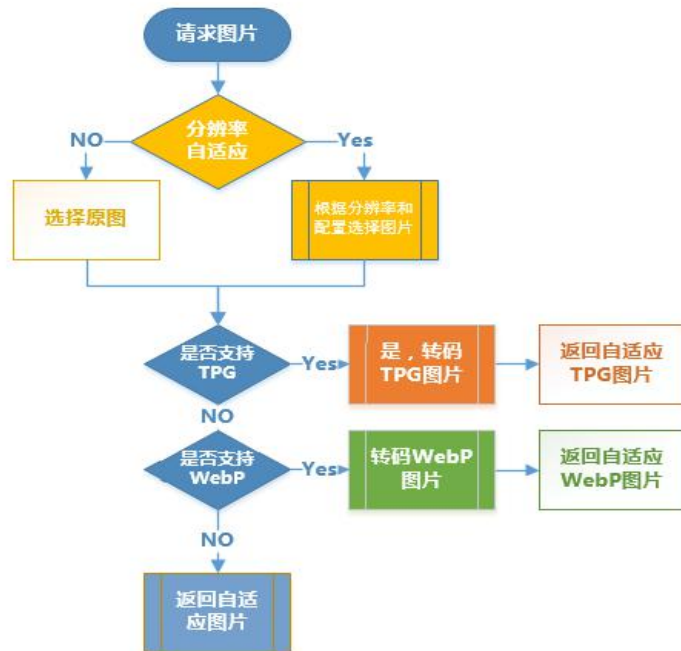 请求图片
分辨率
自适应
NO
Yes
选择原图
根据分辨率和
配置选择图片
是否支持
TPG
Yes
是，转码
TPG图片
返回自适应
TPG图片
NO
是否支持
WebP
Yes
转码WebP
图片
返回自适应
WebP图片
NO
返回自适
应图片